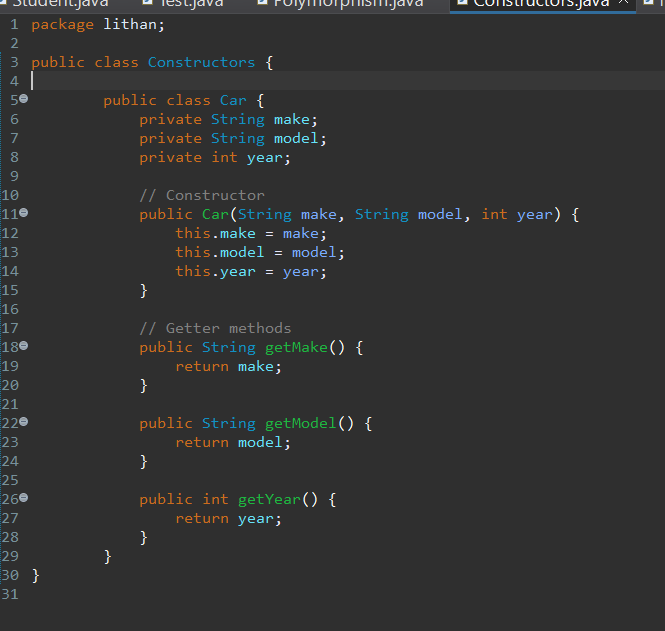 Student.java Test.java Polymorphism.java Constructors.java
1 package lithan;
2
3 public class Constructors {
4
5 public class Car {
6 private String make;
7 private String model;
8 private int year;
9
10 // Constructor
11 public Car(String make, String model, int year) {
12 this.make = make;
13 this.model = model;
14 this.year = year;
15 }
16
17 // Getter methods
18 public String getMake() {
19 return make;
20 }
21
22 public String getModel() {
23 return model;
24 }
25
26 public int getYear() {
27 return year;
28 }
29 }
30 }
31